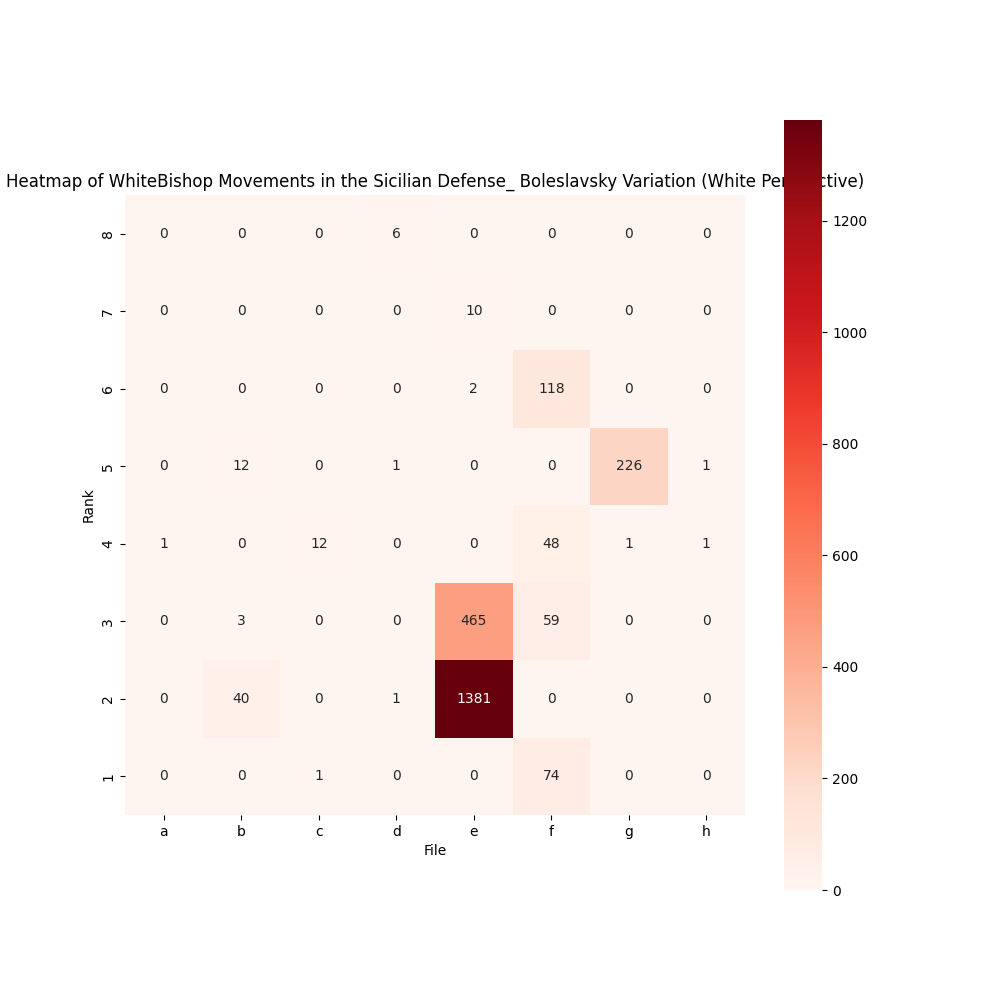 Heatmap of WhiteBishop Movements in the Sicilian Defense_ Boleslavsky Variation (White Perspective)
8 0 0 0 6 0 0 0 0
7 0 0 0 0 10 0 0 0
6 0 0 0 0 2 118 0 0
5 0 12 0 1 0 0 226 1
4 1 0 12 0 0 48 1 1
3 0 3 0 0 465 59 0 0
2 0 40 0 1 1381 0 0 0
1 0 0 1 0 0 74 0 0
a b c d e f g h
File
Rank
1200
1000
800
600
400
200
0